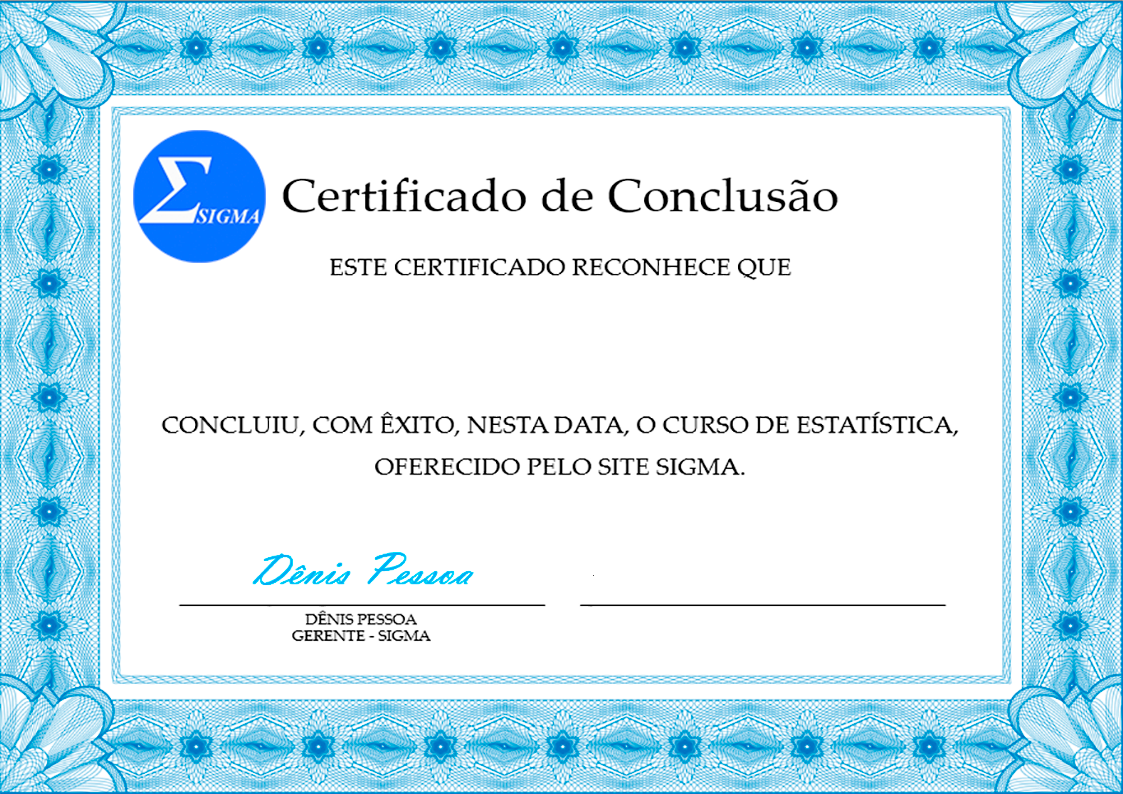 Σ SIGMA
Certificado de Conclusão
ESTE CERTIFICADO RECONHECE QUE
CONCLUIU, COM ÊXITO, NESTA DATA, O CURSO DE ESTATÍSTICA,
OFERECIDO PELO SITE SIGMA.
Dênis Pessoa
DÊNIS PESSOA
GERENTE - SIGMA